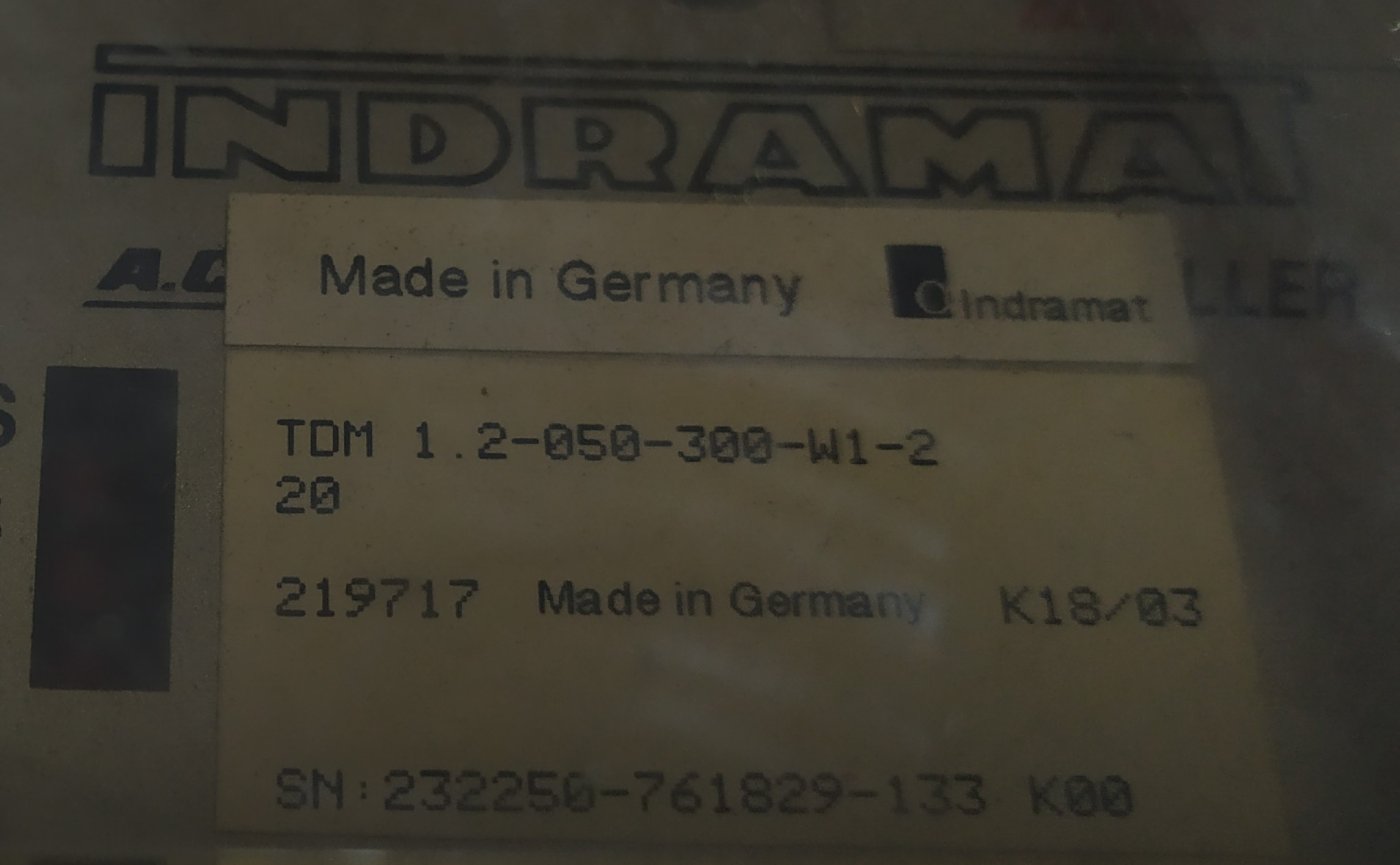 INDRAMAT
A.C
Made in Germany Indramat
LLER
TDM 1.2-050-300-W1-2
20
219717 Made in Germany K18/03
SN:232250-761829-133 K00